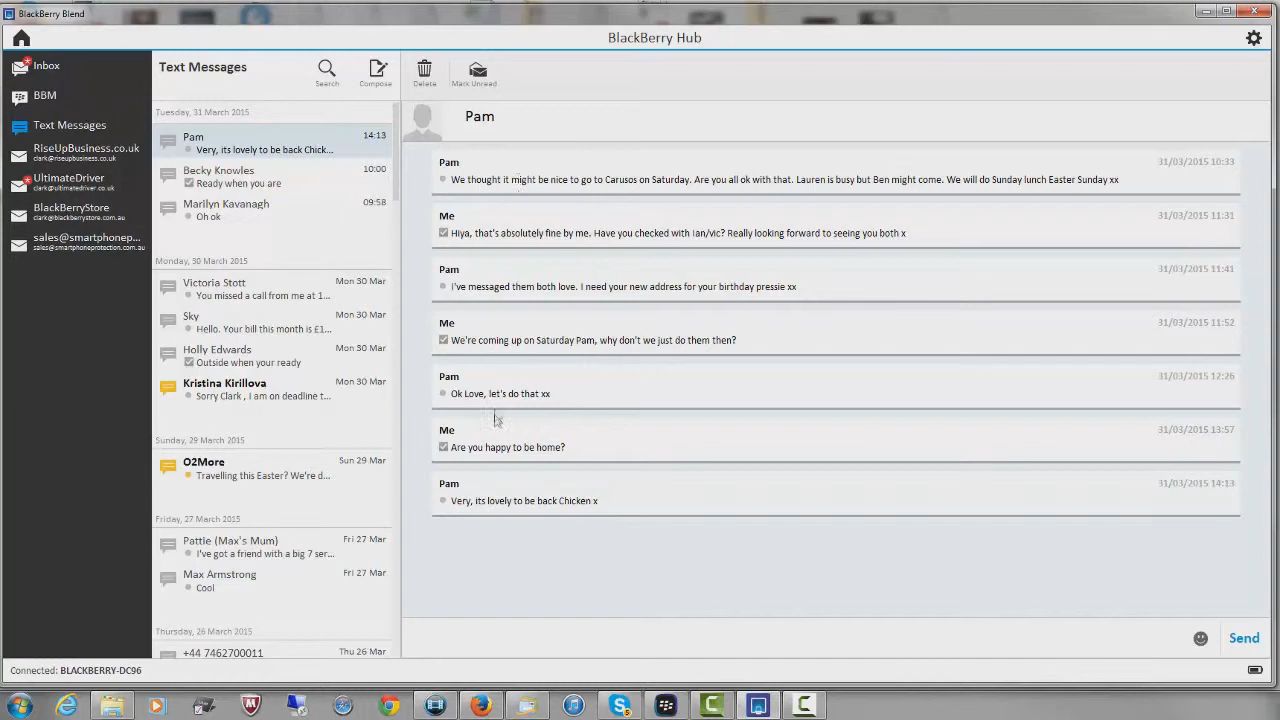 BlackBerry Blend
BlackBerry Hub
Inbox
BBM
Text Messages
RiseUpBusiness.co.uk
clark@riseupbusiness.co.uk
UltimateDriver
clark@ultimatedriver.co.uk
BlackBerryStore
clark@blackberrystore.com.au
sales@smartphonep...
sales@smartphoneprotection.com.au
Text Messages
Search
Compose
Tuesday, 31 March 2015
Pam 14:13
Very, its lovely to be back Chick...
Becky Knowles 10:00
Ready when you are
Marilyn Kavanagh 09:58
Oh ok
Monday, 30 March 2015
Victoria Stott Mon 30 Mar
You missed a call from me at 1...
Sky Mon 30 Mar
Hello. Your bill this month is £1...
Holly Edwards Mon 30 Mar
Outside when your ready
Kristina Kirillova Mon 30 Mar
Sorry Clark , I am on deadline t...
Sunday, 29 March 2015
O2More Sun 29 Mar
Travelling this Easter? We're d...
Friday, 27 March 2015
Pattie (Max's Mum) Fri 27 Mar
I've got a friend with a big 7 ser...
Max Armstrong Fri 27 Mar
Cool
Thursday, 26 March 2015
+44 7462700011 Thu 26 Mar
Delete
Mark Unread
Pam
Pam 31/03/2015 10:33
We thought it might be nice to go to Carusos on Saturday. Are you all ok with that. Lauren is busy but Ben might come. We will do Sunday lunch Easter Sunday xx
Me 31/03/2015 11:31
Hiya, that's absolutely fine by me. Have you checked with Ian/vic? Really looking forward to seeing you both x
Pam 31/03/2015 11:41
i've messaged them both love. I need your new address for your birthday pressie xx
Me 31/03/2015 11:52
We're coming up on Saturday Pam, why don't we just do them then?
Pam 31/03/2015 12:26
Ok Love, let's do that xx
Me 31/03/2015 13:57
Are you happy to be home?
Pam 31/03/2015 14:13
Very, its lovely to be back Chicken x
Send
Connected: BLACKBERRY-DC96